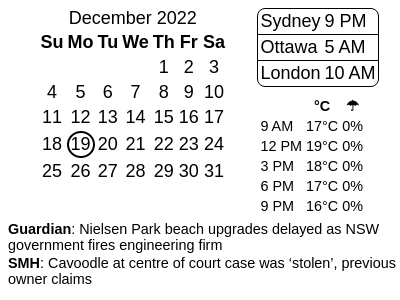 December 2022
Su Mo Tu We Th Fr Sa
1 2 3
4 5 6 7 8 9 10
11 12 13 14 15 16 17
18 19 20 21 22 23 24
25 26 27 28 29 30 31
Sydney 9 PM
Ottawa 5 AM
London 10 AM
°C ☂
9 AM 17°C 0%
12 PM 19°C 0%
3 PM 18°C 0%
6 PM 17°C 0%
9 PM 16°C 0%
Guardian: Nielsen Park beach upgrades delayed as NSW
government fires engineering firm
SMH: Cavoodle at centre of court case was ‘stolen’, previous
owner claims